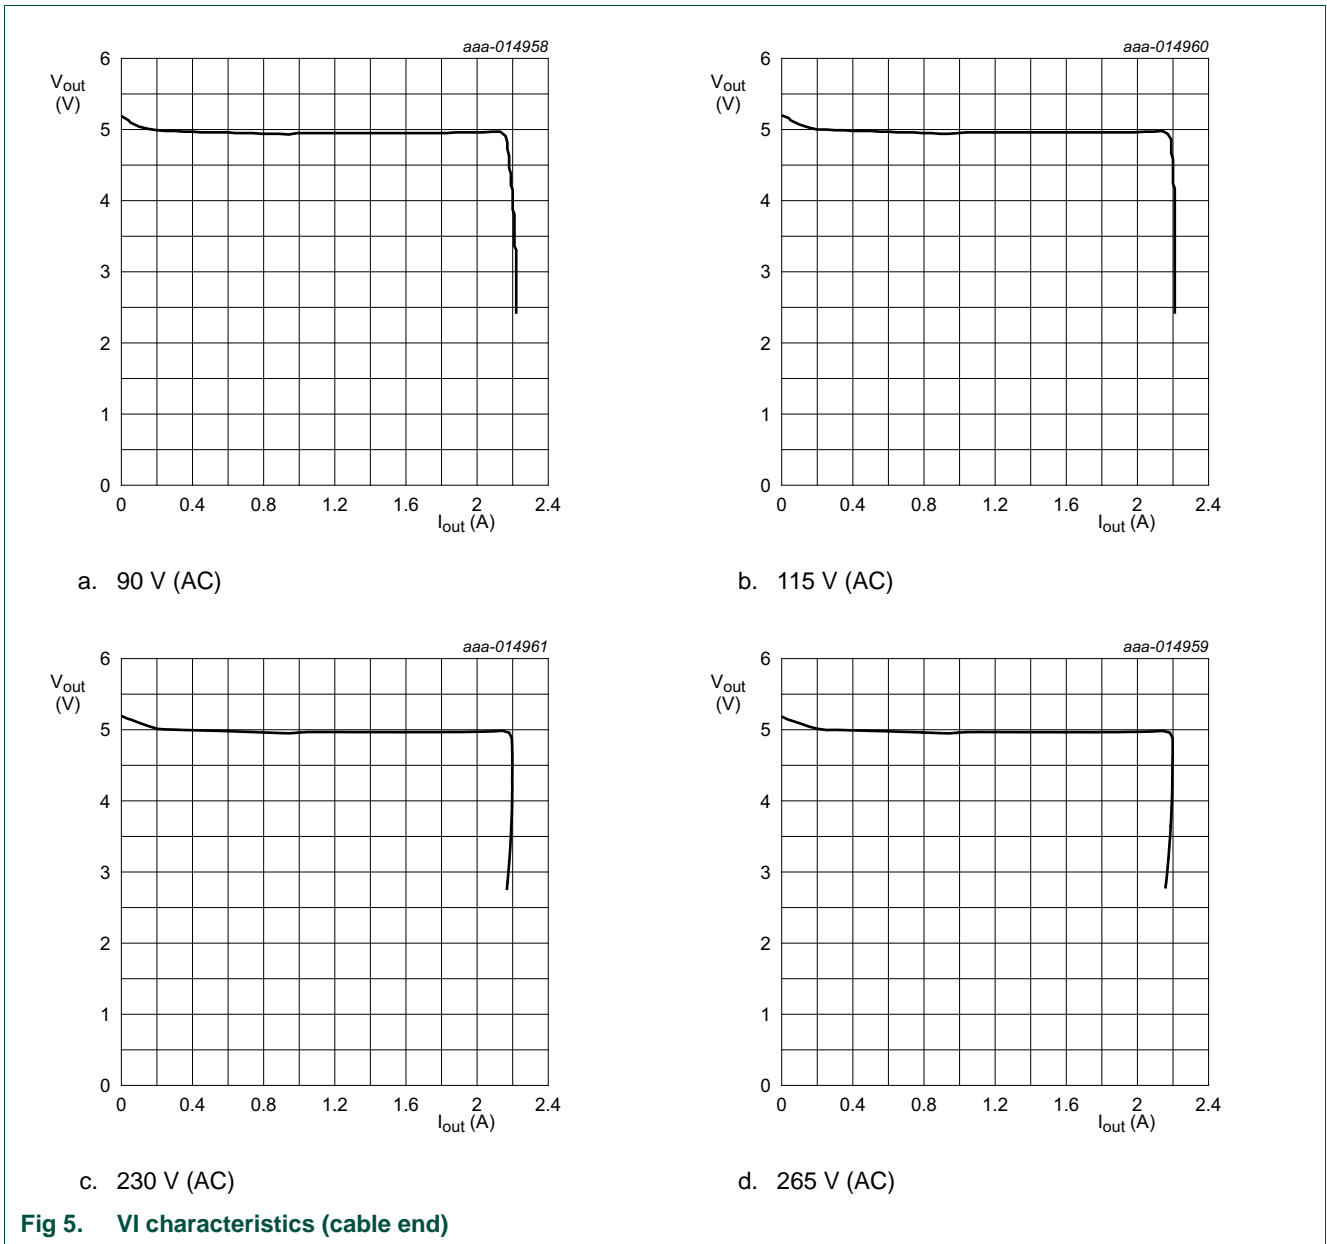 aaa-014958
6
Vout
(V)
5
4
3
2
1
0
0 0.4 0.8 1.2 1.6 2 2.4
Iout (A)
a. 90 V (AC)
aaa-014960
6
Vout
(V)
5
4
3
2
1
0
0 0.4 0.8 1.2 1.6 2 2.4
Iout (A)
b. 115 V (AC)
aaa-014961
6
Vout
(V)
5
4
3
2
1
0
0 0.4 0.8 1.2 1.6 2 2.4
Iout (A)
c. 230 V (AC)
aaa-014959
6
Vout
(V)
5
4
3
2
1
0
0 0.4 0.8 1.2 1.6 2 2.4
Iout (A)
d. 265 V (AC)
Fig 5. VI characteristics (cable end)